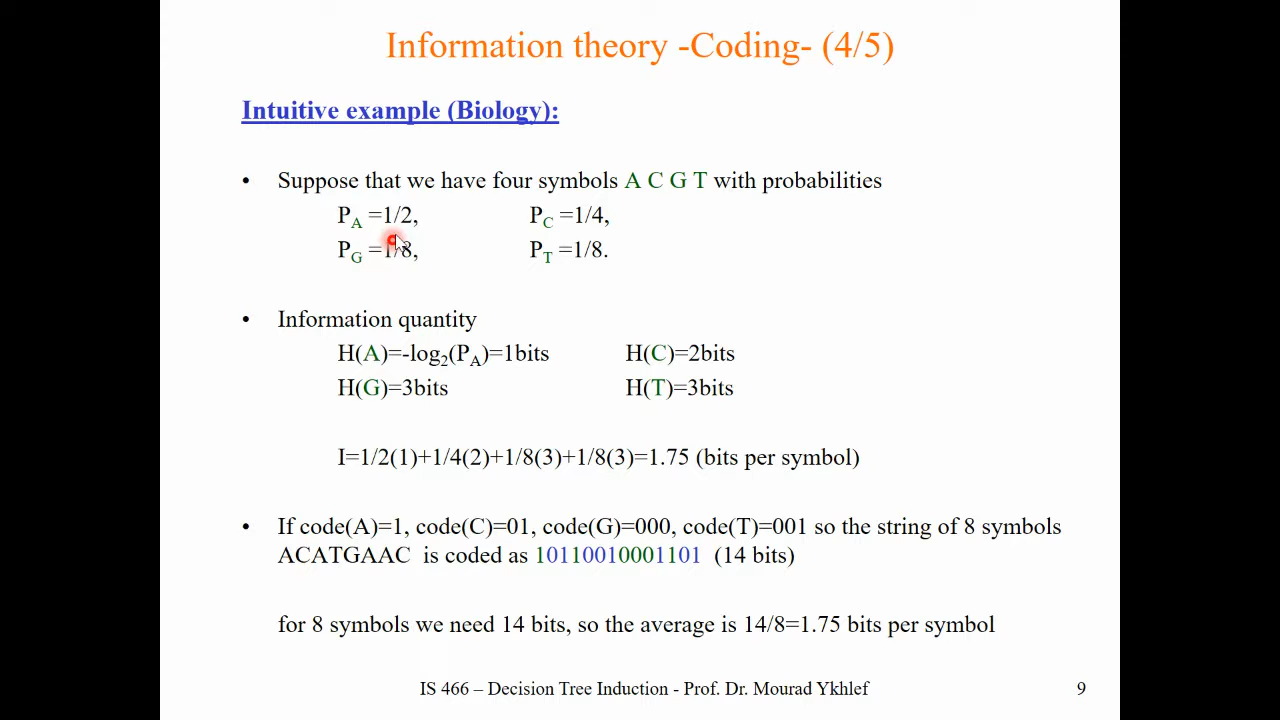 Information theory -Coding- (4/5)
Intuitive example (Biology):
• Suppose that we have four symbols A C G T with probabilities
P_A =1/2, P_C =1/4,
P_G =1/8, P_T =1/8.
• Information quantity
H(A)=-log₂(P_A)=1bits H(C)=2bits
H(G)=3bits H(T)=3bits
I=1/2(1)+1/4(2)+1/8(3)+1/8(3)=1.75 (bits per symbol)
• If code(A)=1, code(C)=01, code(G)=000, code(T)=001 so the string of 8 symbols
ACATGAAC is coded as 10110010001101 (14 bits)
for 8 symbols we need 14 bits, so the average is 14/8=1.75 bits per symbol
IS 466 – Decision Tree Induction - Prof. Dr. Mourad Ykhlef 9